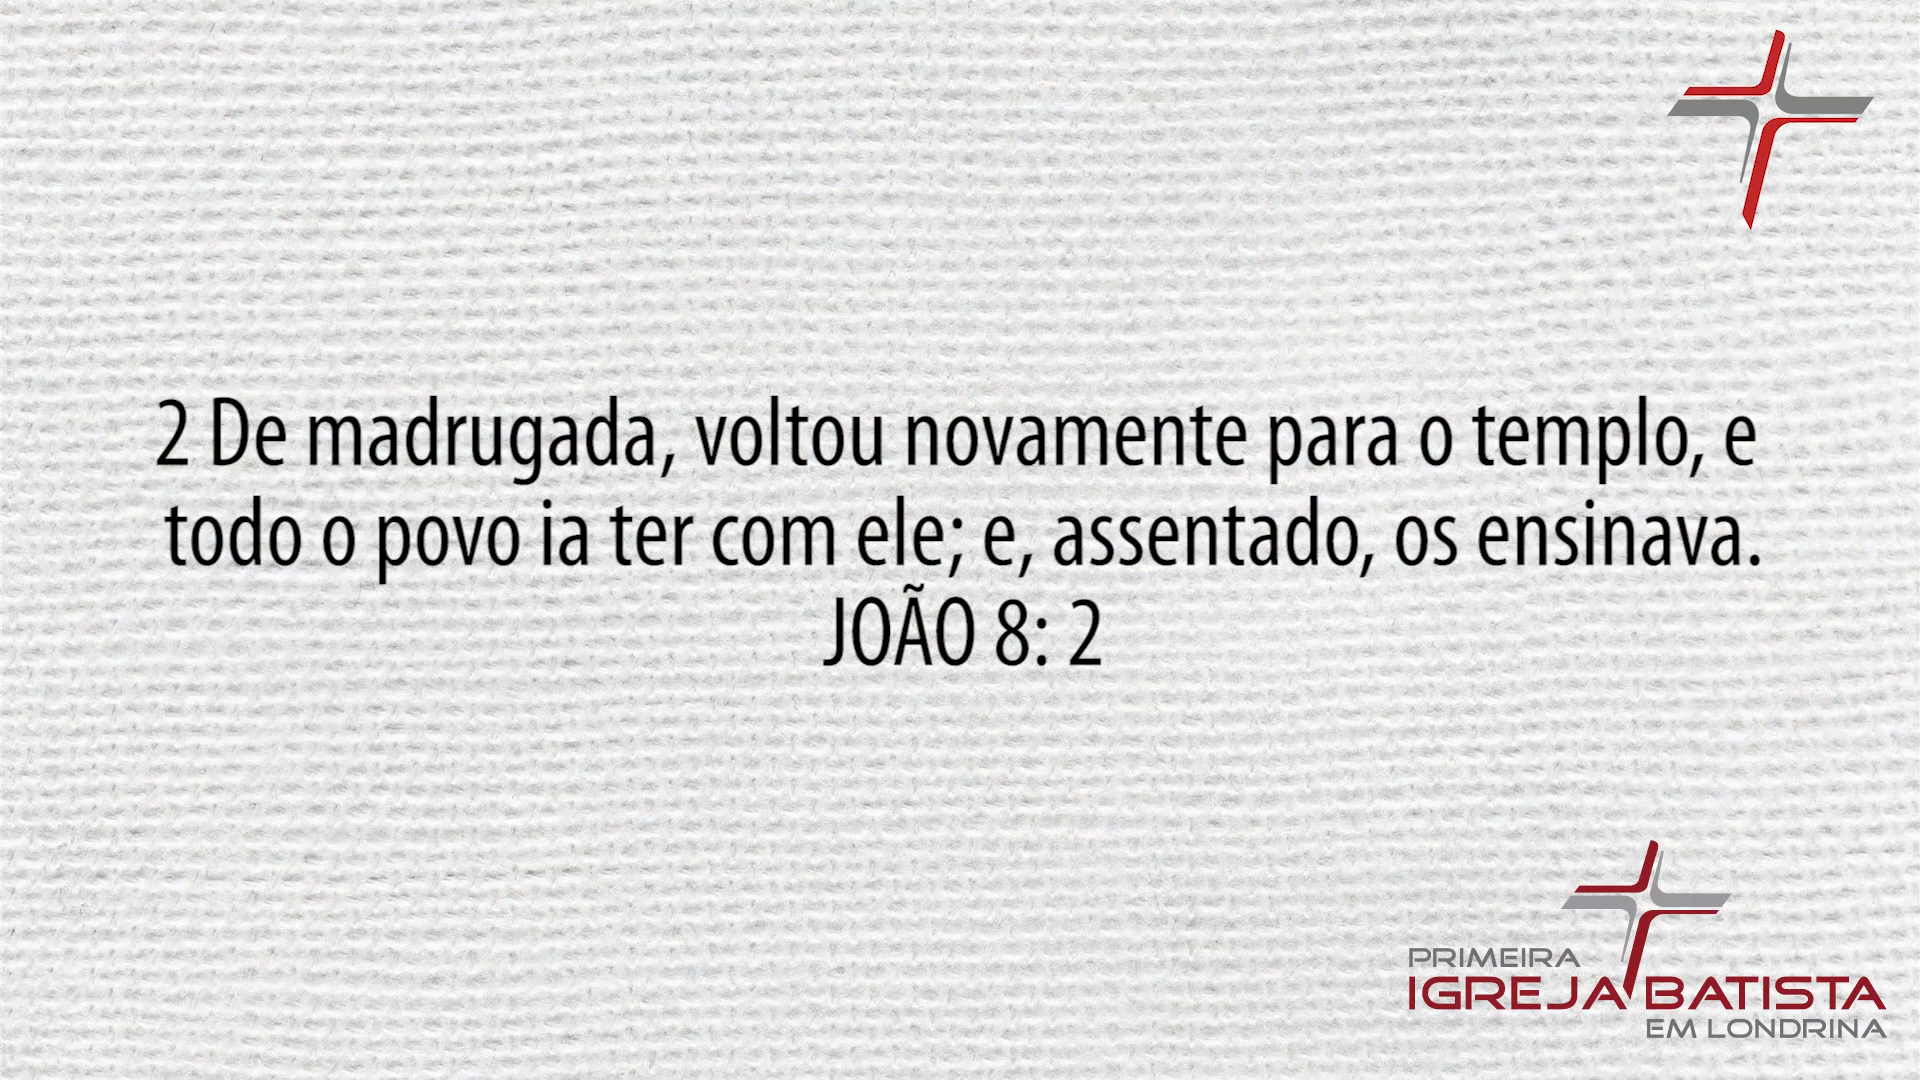 2 De madrugada, voltou novamente para o templo, e
todo o povo ia ter com ele; e, assentado, os ensinava.
JOÃO 8: 2
PRIMEIRA
IGREJA BATISTA
EM LONDRINA